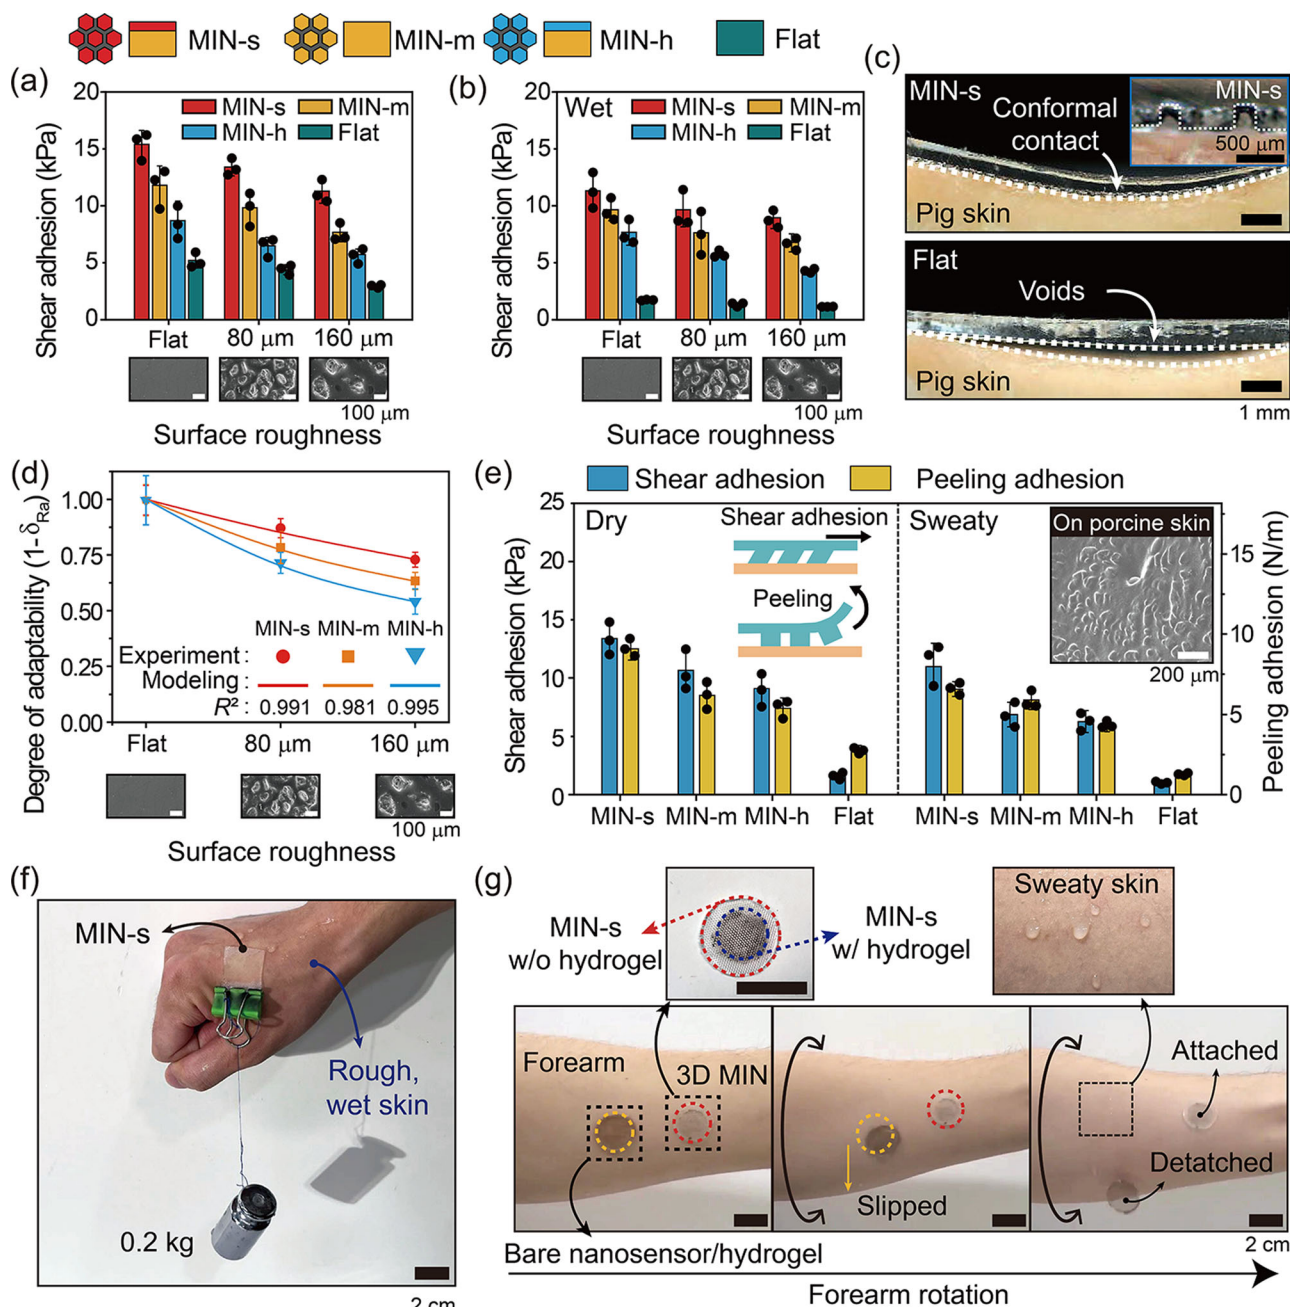 MIN-s
MIN-m
MIN-h
Flat
(a)
Shear adhesion (kPa)
20
15
10
5
0
MIN-s
MIN-m
MIN-h
Flat
Flat
80 μm
160 μm
100 μm
Surface roughness
(b)
Shear adhesion (kPa)
20
15
10
5
0
Wet
MIN-s
MIN-m
MIN-h
Flat
Flat
80 μm
160 μm
100 μm
Surface roughness
(c)
MIN-s
Conformal
contact
MIN-s
500 μm
Pig skin
Flat
Voids
Pig skin
1 mm
(d)
Degree of adaptability (1-δRa)
1.00
0.75
0.50
0.25
0.00
MIN-s MIN-m MIN-h
Experiment :
Modeling :
R² : 0.991 0.981 0.995
Flat
80 μm
160 μm
100 μm
Surface roughness
(e)
Shear adhesion
Peeling adhesion
Shear adhesion (kPa)
25
20
15
10
5
0
Dry
Shear adhesion
Peeling
Sweaty
On porcine skin
200 μm
15
10
5
0
Peeling adhesion (N/m)
MIN-s MIN-m MIN-h Flat
MIN-s MIN-m MIN-h Flat
(f)
MIN-s
Rough,
wet skin
0.2 kg
2 cm
(g)
MIN-s
w/o hydrogel
MIN-s
w/ hydrogel
Sweaty skin
Forearm
3D MIN
Slipped
Attached
Detatched
Bare nanosensor/hydrogel
2 cm
Forearm rotation